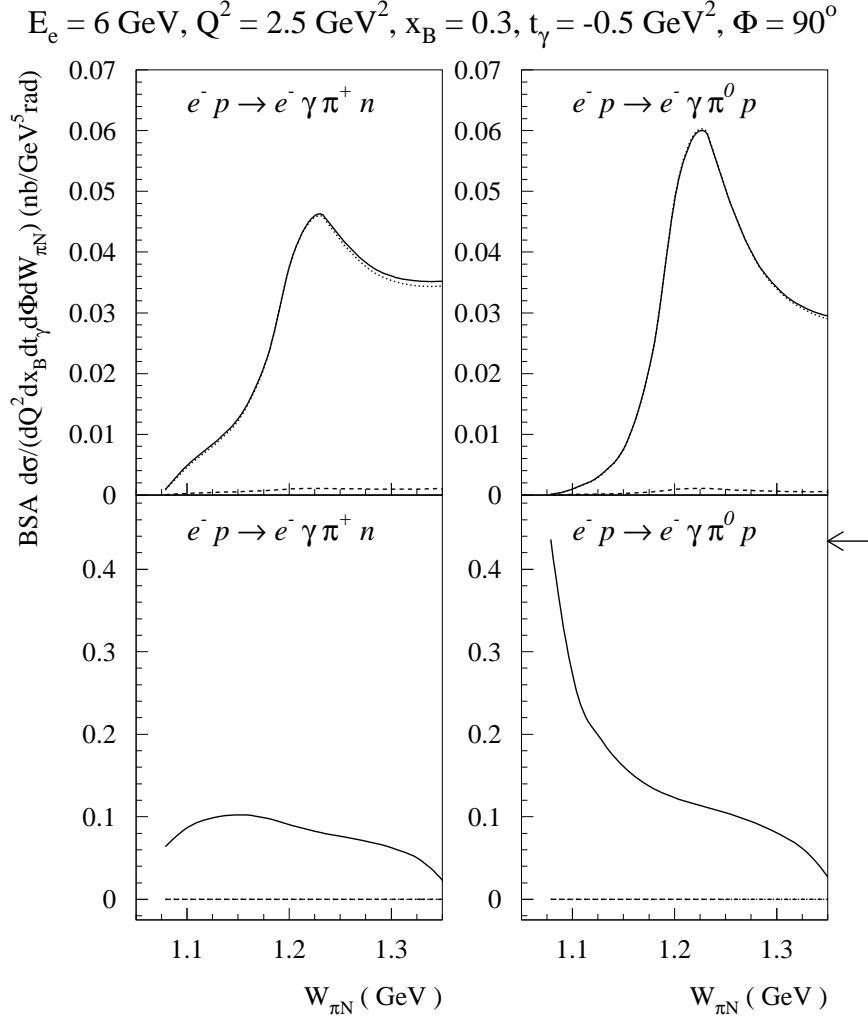 E_e = 6 GeV, Q^2 = 2.5 GeV^2, x_B = 0.3, t_γ = -0.5 GeV^2, Φ = 90^o
BSA dσ/(dQ^2dx_Bdt_γdΦdW_πN) (nb/GeV^5rad)
e^- p → e^- γ π^+ n
0.07
0.06
0.05
0.04
0.03
0.02
0.01
0
e^- p → e^- γ π^0 p
0.07
0.06
0.05
0.04
0.03
0.02
0.01
0
e^- p → e^- γ π^+ n
0.4
0.3
0.2
0.1
0
1.1 1.2 1.3
W_πN ( GeV )
e^- p → e^- γ π^0 p
0.4
0.3
0.2
0.1
0
1.1 1.2 1.3
W_πN ( GeV )